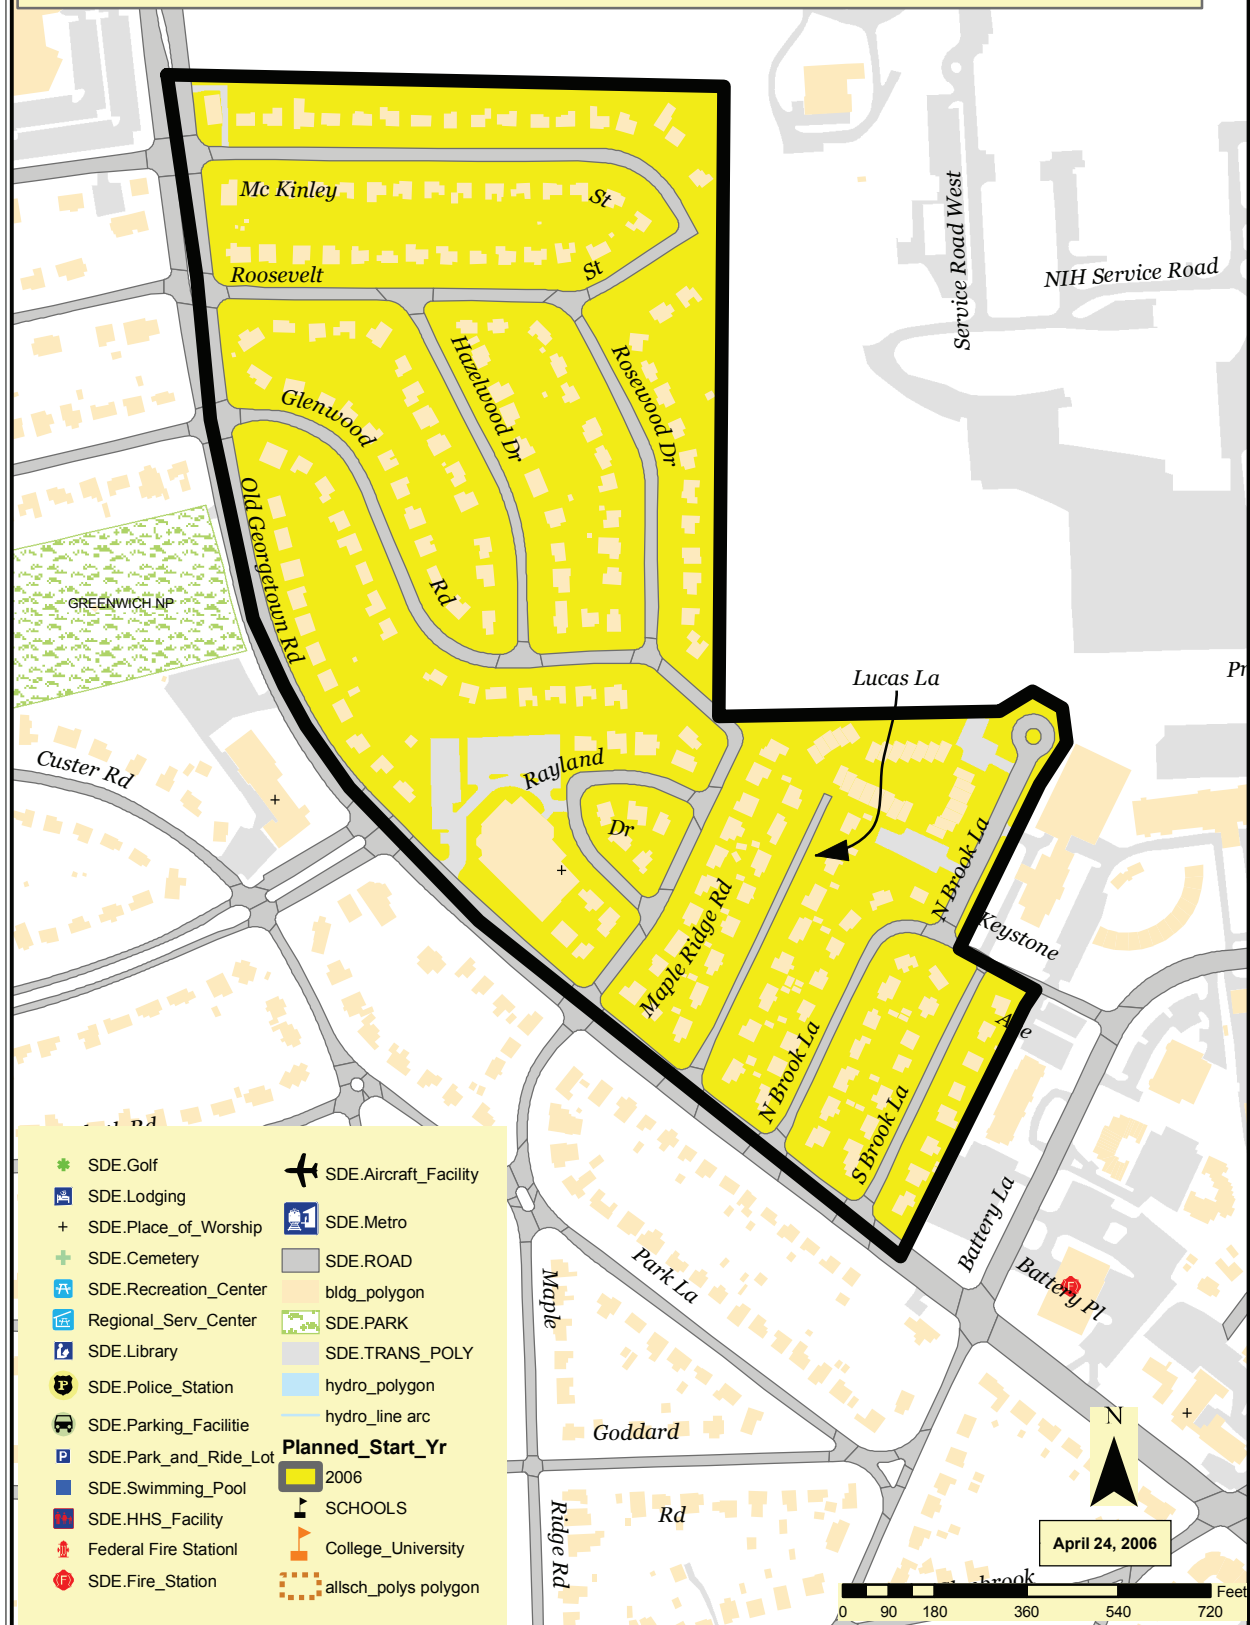 Mc Kinley
St
Roosevelt
St
Service Road West
NIH Service Road
Hazelwood Dr
Rosewood Dr
Glenwood
Rd
Old Georgetown Rd
GREENWICH NP
Lucas La
Custer Rd
Rayland
Dr
Maple Ridge Rd
N Brook La
Keystone
Ave
N Brook La
S Brook La
Battery La
Battery Pl
Park La
Maple
Ridge Rd
Goddard
Rd
Rd
SDE.Golf
SDE.Lodging
SDE.Place_of_Worship
SDE.Cemetery
SDE.Recreation_Center
Regional_Serv_Center
SDE.Library
SDE.Police_Station
SDE.Parking_Facilitie
SDE.Park_and_Ride_Lot
SDE.Swimming_Pool
SDE.HHS_Facility
Federal Fire Stationl
SDE.Fire_Station
SDE.Aircraft_Facility
SDE.Metro
SDE.ROAD
bldg_polygon
SDE.PARK
SDE.TRANS_POLY
hydro_polygon
hydro_line arc
Planned_Start_Yr
2006
SCHOOLS
College_University
allsch_polys polygon
N
April 24, 2006
Feet
0 90 180 360 540 720